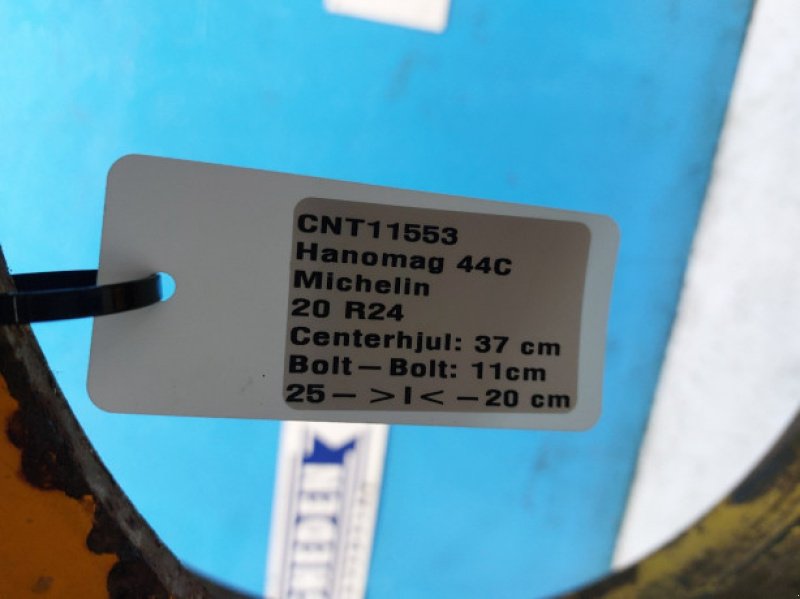 CNT11553
Hanomag 44C
Michelin
20 R24
Centerhjul: 37 cm
Bolt – Bolt: 11cm
25 – >I< –20 cm